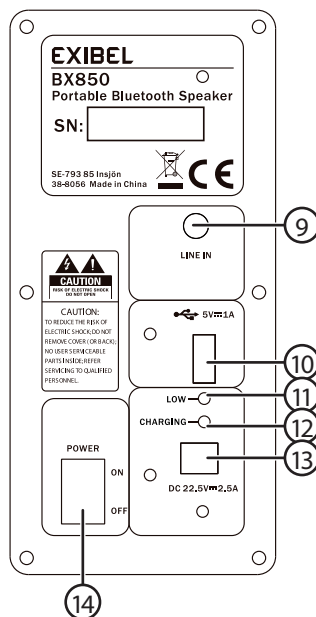 EXIBEL
BX850
Portable Bluetooth Speaker
SN:
SE-793 85 Insjön
38-8056 Made in China
CE
9
LINE IN
CAUTION
RISK OF ELECTRIC SHOCK
DO NOT OPEN
CAUTION:
TO REDUCE THE RISK OF
ELECTRIC SHOCK; DO NOT
REMOVE COVER (OR BACK);
NO USER SERVICEABLE
PARTS INSIDE; REFER
SERVICING TO QUALIFIED
PERSONNEL.
5V⎓1A
10
LOW
11
CHARGING
12
13
DC 22.5V⎓2.5A
POWER
ON
OFF
14